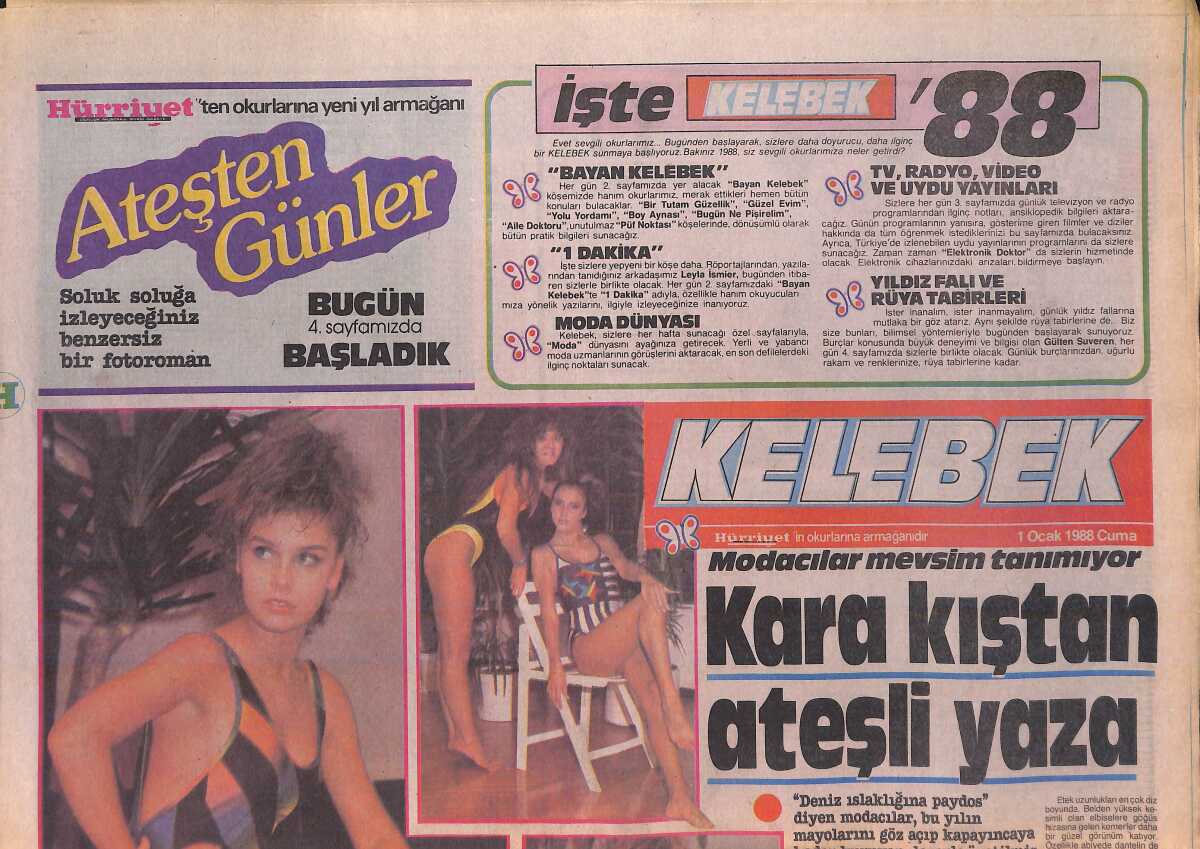 Hürriyet'ten okurlarına yeni yıl armağanı
Ateşten
Günler
Soluk soluğa
izleyeceğiniz
benzersiz
bir fotoroman
BUGÜN
4. sayfamızda
BAŞLADIK
İşte KELEBEK '88
Evet sevgili okurlarımız... Bugünden başlayarak, sizlere daha doyurucu, daha ilginç
bir KELEBEK sunmaya başlıyoruz. Bakınız 1988, siz sevgili okurlarımıza neler getirdi?
"BAYAN KELEBEK"
Her gün 2. sayfamızda yer alacak "Bayan Kelebek"
köşemizde hanım okurlarımız, merak ettikleri hemen bütün
konuları bulacaklar. "Bir Tutam Güzellik", "Güzel Evim",
"Yolu Yordamı", "Boy Aynası", "Bugün Ne Pişirelim",
"Aile Doktoru", unutulmaz "Püf Noktası" köşelerinde, dönüşümlü olarak
bütün pratik bilgileri sunacağız.
"1 DAKİKA"
İşte sizlere yepyeni bir köşe daha. Röportajlarından, yazıla-
rından tanıdığınız arkadaşımız Leyla İsmier, bugünden itiba-
ren sizlerle birlikte olacak. Her gün 2. sayfamızdaki "Bayan
Kelebek"te "1 Dakika" adıyla, özellikle hanım okuyucuları-
mıza yönelik yazılarını, ilgiyle izleyeceğinize inanıyoruz.
MODA DÜNYASI
Kelebek, sizlere her hafta sunacağı özel sayfalarıyla,
"Moda" dünyasını ayağınıza getirecek. Yerli ve yabancı
moda uzmanlarının görüşlerini aktaracak, en son defilelerdeki
ilginç noktaları sunacak.
TV, RADYO, VİDEO
VE UYDU YAYINLARI
Sizlere her gün 3. sayfamızda günlük televizyon ve radyo
programlarından ilginç notları, ansiklopedik bilgileri aktara-
cağız. Günün programlarının yanısıra, gösterime giren filmler ve diziler
hakkında da tüm öğrenmek istediklerinizi bu sayfamızda bulacaksınız.
Ayrıca, Türkiye'de izlenebilen uydu yayınlarının programlarını da sizlere
sunacağız. Zaman zaman "Elektronik Doktor" da sizlerin hizmetinde
olacak. Elektronik cihazlarınızdaki arızaları, bildirmeye başlayın.
YILDIZ FALI VE
RÜYA TABİRLERİ
İster inanalım, ister inanmayalım, günlük yıldız fallarına
mutlaka bir göz atarız. Aynı şekilde rüya tabirlerine de.. Biz
size bunları, bilimsel yöntemleriyle bugünden başlayarak sunuyoruz.
Burçlar konusunda büyük deneyimi ve bilgisi olan Gülten Suveren, her
gün 4. sayfamızda sizlerle birlikte olacak. Günlük burçlarınızdan, uğurlu
rakam ve renklerinize, rüya tabirlerine kadar.
KELEBEK
Hürriyet'in okurlarına armağanıdır
1 Ocak 1988 Cuma
Modacılar mevsim tanımıyor
Kara kıştan
ateşli yaza
"Deniz ıslaklığına paydos"
diyen modacılar, bu yılın
mayolarını göz açıp kapayıncaya
Etek uzunlukları en çok diz
boyunda. Belden yüksek ke-
simli olan elbiselere göğüs
hizasına gelen kemerler daha
bir güzel görünüm katıyor.
Özellikle abiyede dantelin de